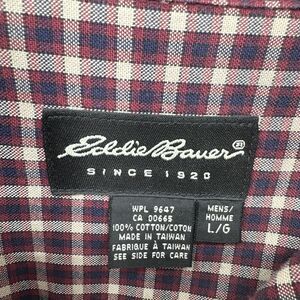 Eddie Bauer®
SINCE 1920
WPL 9647
CA 00665
100% COTTON/COTON
MADE IN TAIWAN
FABRIQUÉ À TAIWAN
SEE SIDE FOR CARE
MENS/
HOMME
L/G